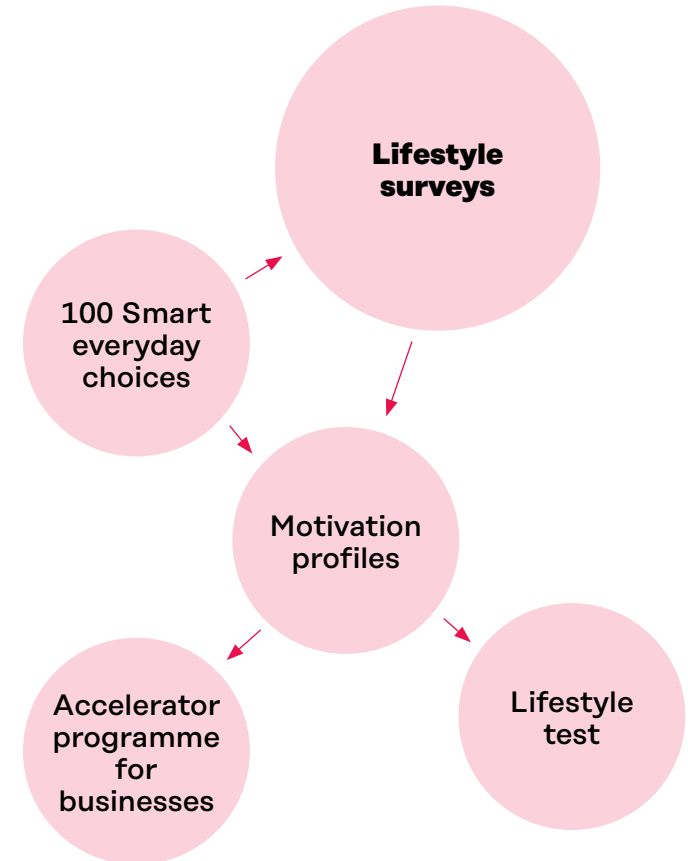 Lifestyle
surveys
100 Smart
everyday
choices
Motivation
profiles
Accelerator
programme
for
businesses
Lifestyle
test